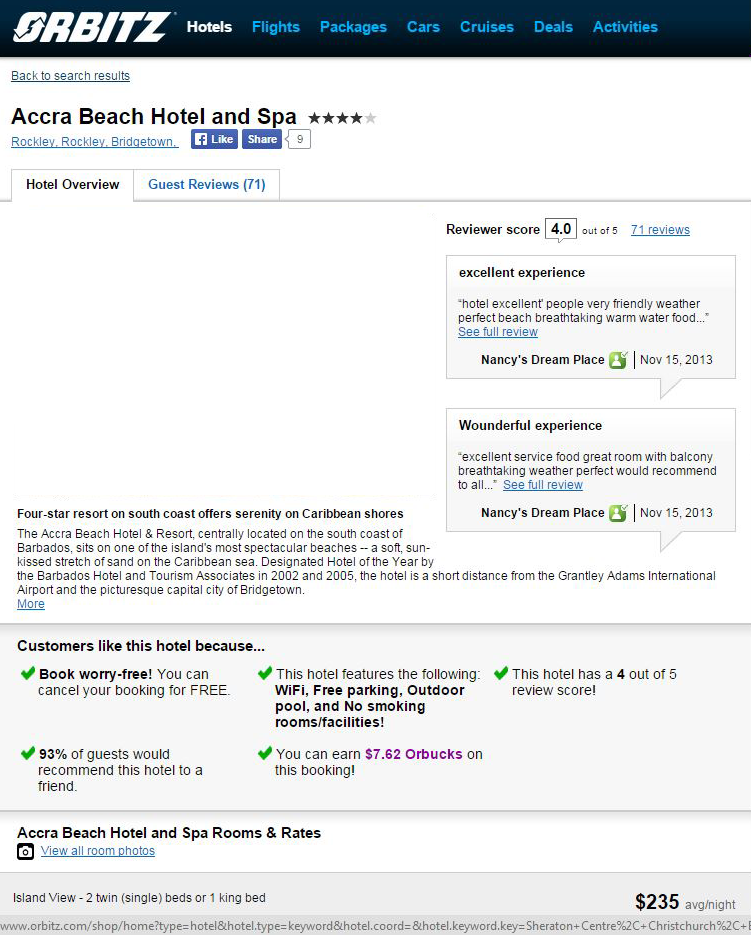 ORBITZ Hotels Flights Packages Cars Cruises Deals Activities
Back to search results
Accra Beach Hotel and Spa
Rockley, Rockley, Bridgetown, Like Share 9
Hotel Overview Guest Reviews (71)
Reviewer score 4.0 out of 5 71 reviews
excellent experience
“hotel excellent' people very friendly weather
perfect beach breathtaking warm water food...”
See full review
Nancy's Dream Place Nov 15, 2013
Wounderful experience
“excellent service food great room with balcony
breathtaking weather perfect would recommend
to all...” See full review
Nancy's Dream Place Nov 15, 2013
Four-star resort on south coast offers serenity on Caribbean shores
The Accra Beach Hotel & Resort, centrally located on the south coast of
Barbados, sits on one of the island's most spectacular beaches -- a soft, sun-
kissed stretch of sand on the Caribbean sea. Designated Hotel of the Year by
the Barbados Hotel and Tourism Associates in 2002 and 2005, the hotel is a short distance from the Grantley Adams International
Airport and the picturesque capital city of Bridgetown.
More
Customers like this hotel because...
Book worry-free! You can
cancel your booking for FREE.
This hotel features the following:
WiFi, Free parking, Outdoor
pool, and No smoking
rooms/facilities!
This hotel has a 4 out of 5
review score!
93% of guests would
recommend this hotel to a
friend.
You can earn $7.62 Orbucks on
this booking!
Accra Beach Hotel and Spa Rooms & Rates
View all room photos
Island View - 2 twin (single) beds or 1 king bed
$235 avg/night
www.orbitz.com/shop/home?type=hotel&hotel.type=keyword&hotel.coord=&hotel.keyword.key=Sheraton+Centre%2C+Christchurch%2C+